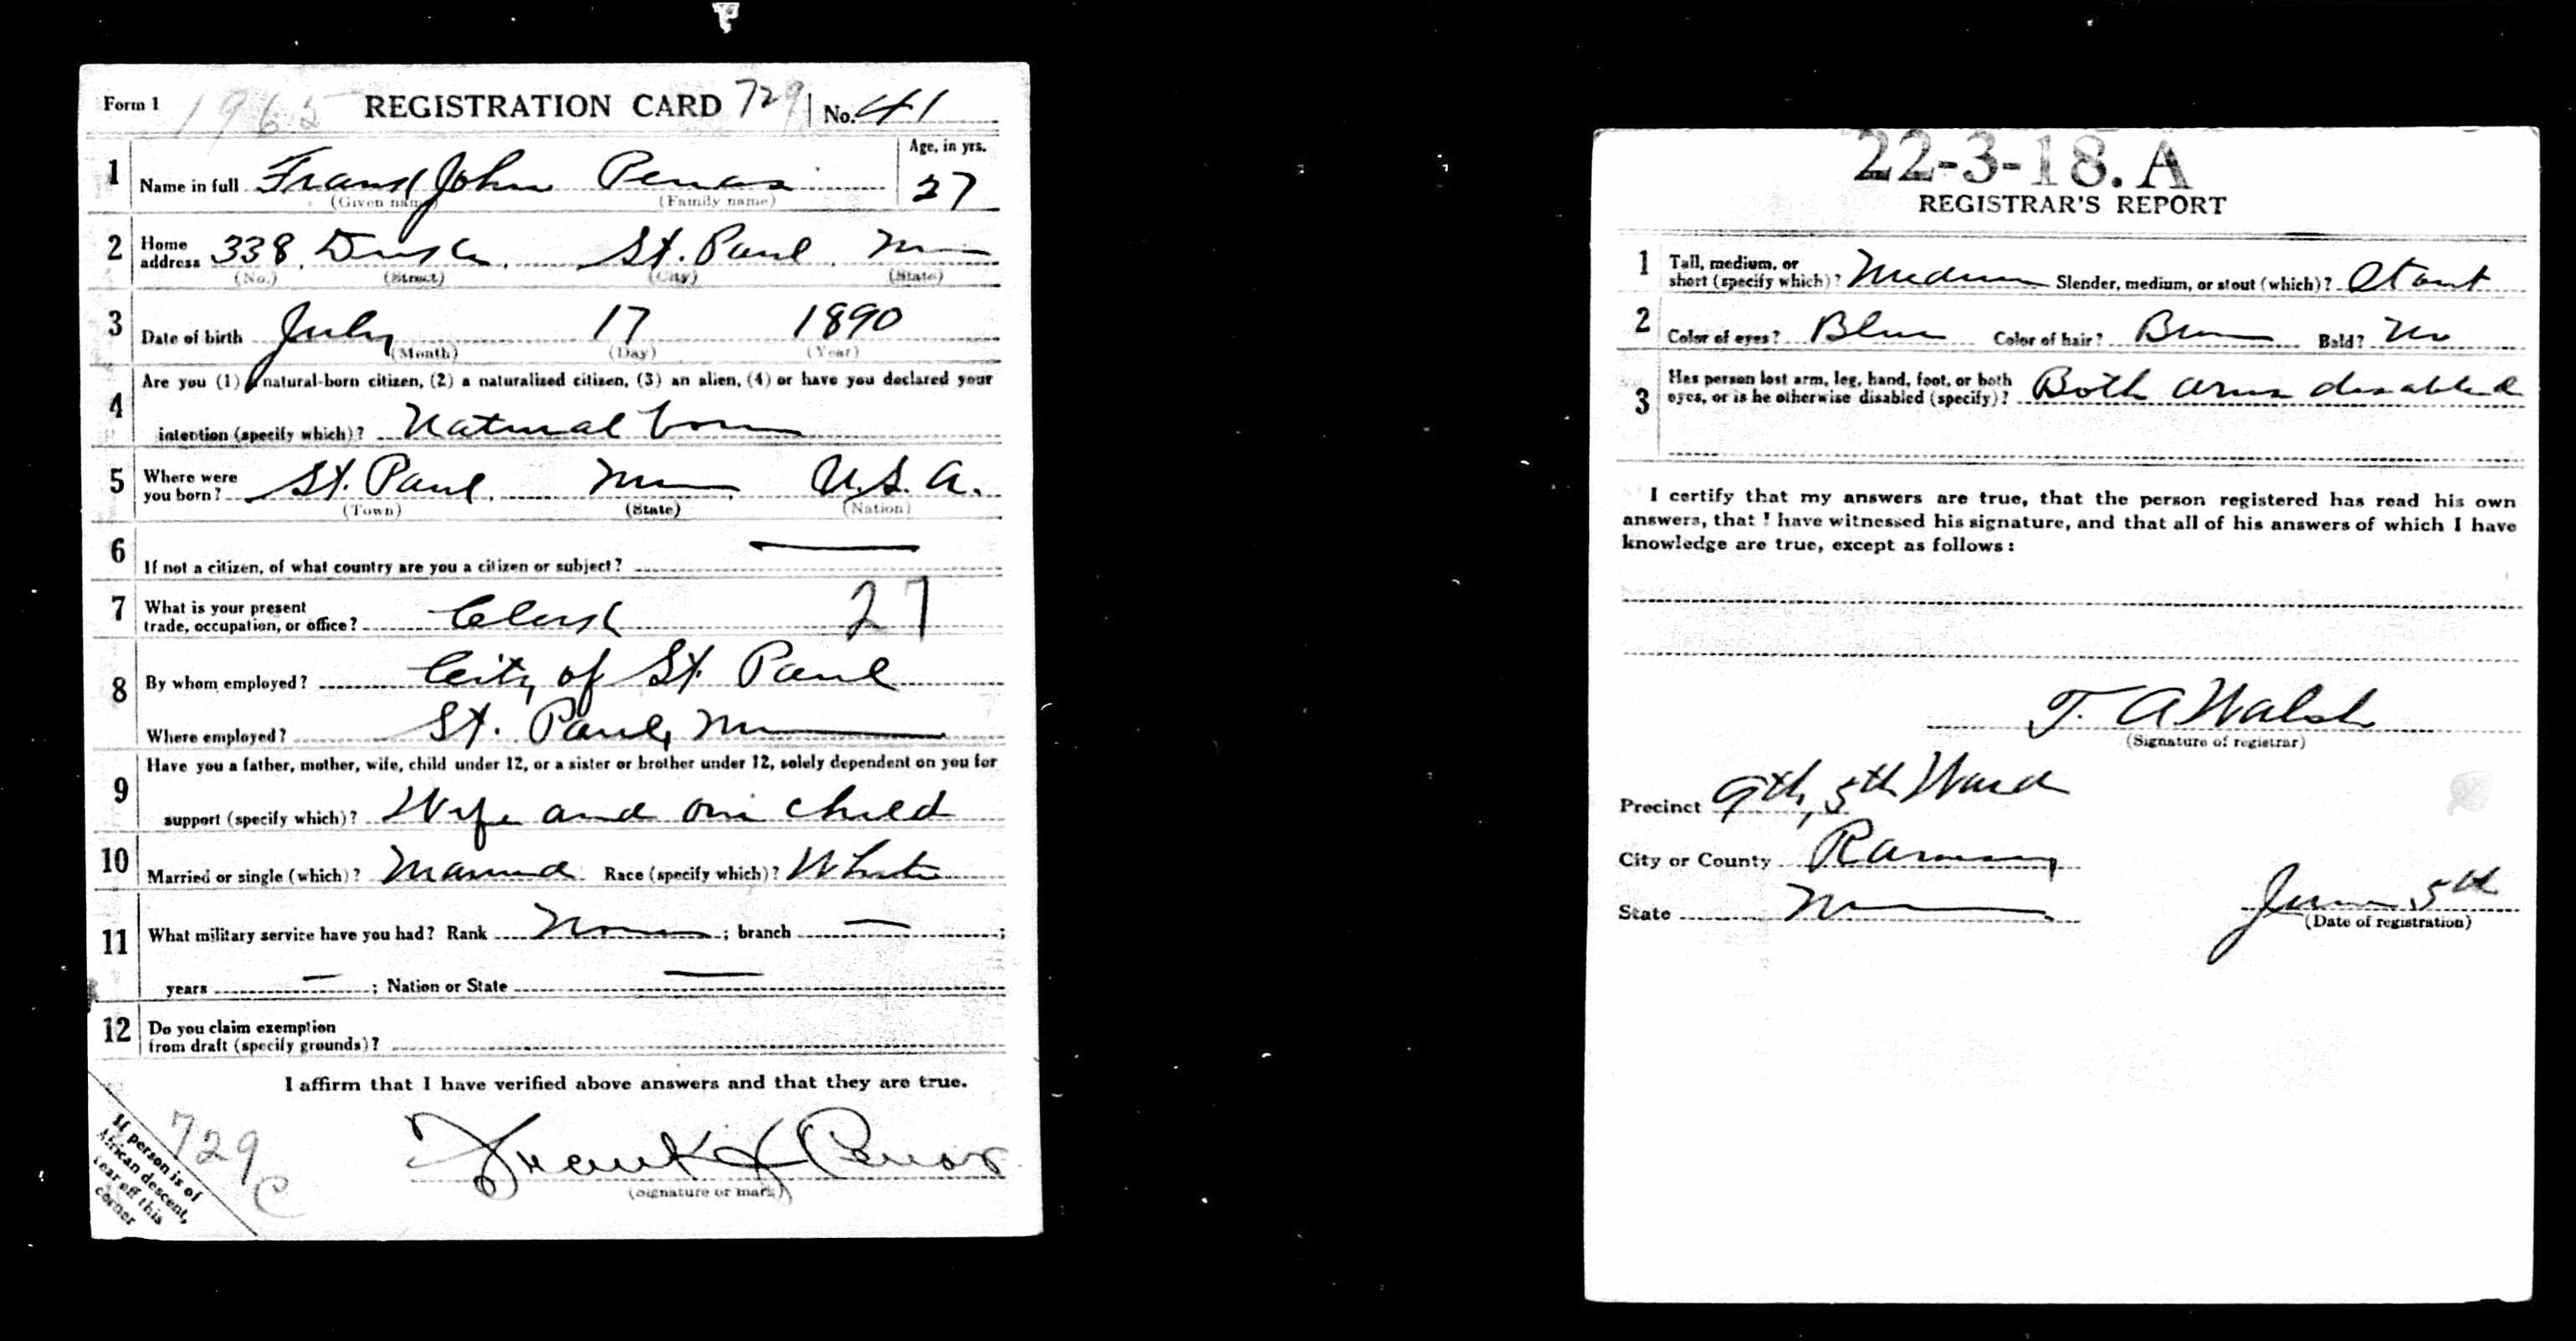 Form 1 1965 REGISTRATION CARD 729 No. 41
1 Name in full Frank John Penas Age, in yrs. 27
(Given name) (Family name)
2 Home address 338, St. Paul,
(No.) (Street) (City) (State)
3 Date of birth July 17 1890
(Month) (Day) (Year)
Are you (1) a natural-born citizen, (2) a naturalized citizen, (3) an alien, (4) or have you declared your
4 intention (specify which)? Natural born
5 Where were you born? St. Paul, Minn, U.S.A.
(Town) (State) (Nation)
6 If not a citizen, of what country are you a citizen or subject? —
7 What is your present trade, occupation, or office? Clerk 27
8 By whom employed? City of St. Paul
Where employed? St. Paul, Minn
Have you a father, mother, wife, child under 12, or a sister or brother under 12, solely dependent on you for
9 support (specify which)? Wife and one child
10 Married or single (which)? Married Race (specify which)? White
11 What military service have you had? Rank None ; branch — ;
years — ; Nation or State —
12 Do you claim exemption
from draft (specify grounds)?
I affirm that I have verified above answers and that they are true.
Frank J Penas
(Signature or mark)
If person is of
African descent,
tear off this
corner
729
C
22-3-18. A
REGISTRAR'S REPORT
1 Tall, medium, or short (specify which)? Medium Slender, medium, or stout (which)? Stout
2 Color of eyes? Blue Color of hair? Brn Bald? No
3 Has person lost arm, leg, hand, foot, or both
eyes, or is he otherwise disabled (specify)? Both arms disabled
I certify that my answers are true, that the person registered has read his own
answers, that I have witnessed his signature, and that all of his answers of which I have
knowledge are true, except as follows:
T. A Walsh
(Signature of registrar)
Precinct 9th, 5th Ward
City or County Ramsey
State Minn
June 5th
(Date of registration)